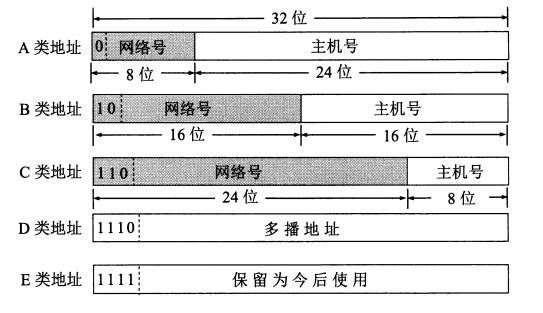 32 位
A 类地址 0 网络号 主机号
8 位 24 位
B 类地址 10 网络号 主机号
16 位 16 位
C 类地址 110 网络号 主机号
24 位 8 位
D 类地址 1110 多播地址
E 类地址 1111 保留为今后使用